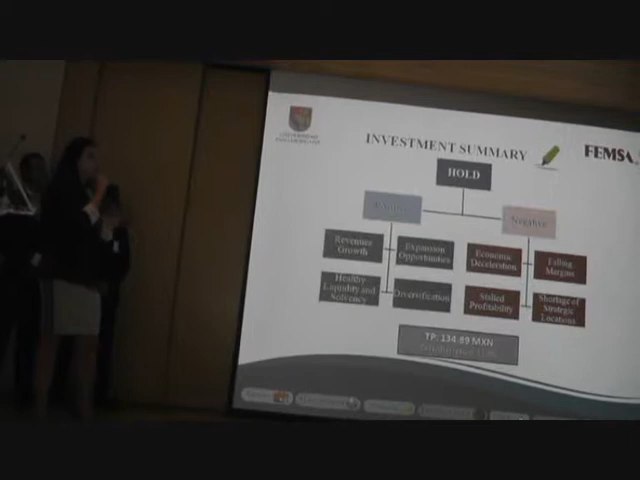 INVESTMENT SUMMARY
FEMSA
HOLD
Negative
Revenues
Growth
Expansion
Opportunities
Economic
Deceleration
Falling
Margins
Healthy
Liquidity and
Solvency
Diversification
Stalled
Profitability
Shortage of
Strategic
Locations
TP: 134.89 MXN